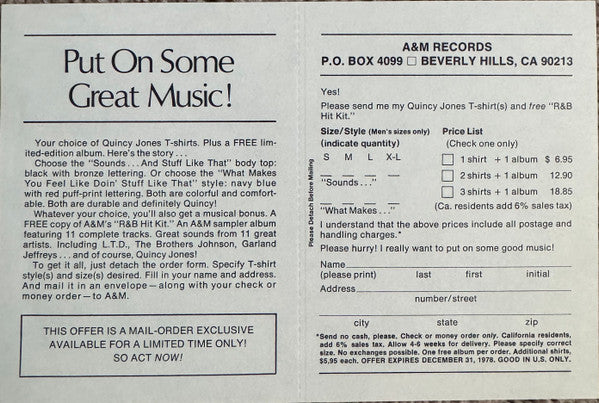 Put On Some
Great Music!
Your choice of Quincy Jones T-shirts. Plus a FREE lim-
ited-edition album. Here's the story...
Choose the "Sounds...And Stuff Like That" body top:
black with bronze lettering. Or choose the "What Makes
You Feel Like Doin' Stuff Like That" style: navy blue
with red puff-print lettering. Both are colorful and comfort-
able. Both are durable and definitely Quincy!
Whatever your choice, you'll also get a musical bonus. A
FREE copy of A&M's "R&B Hit Kit." An A&M sampler album
featuring 11 complete tracks. Great sounds from 11 great
artists. Including L.T.D., The Brothers Johnson, Garland
Jeffreys...and of course, Quincy Jones!
To get it all, just detach the order form. Specify T-shirt
style(s) and size(s) desired. Fill in your name and address.
And mail it in an envelope—along with your check or
money order—to A&M.
THIS OFFER IS A MAIL-ORDER EXCLUSIVE
AVAILABLE FOR A LIMITED TIME ONLY!
SO ACT NOW!
Please Detach Before Mailing
A&M RECORDS
P.O. BOX 4099 □ BEVERLY HILLS, CA 90213
Yes!
Please send me my Quincy Jones T-shirt(s) and free "R&B
Hit Kit."
Size/Style (Men's sizes only) Price List
(indicate quantity) (Check one only)
S M L X-L □ 1 shirt + 1 album $ 6.95
"Sounds..." □ 2 shirts + 1 album 12.90
□ 3 shirts + 1 album 18.85
"What Makes..." (Ca. residents add 6% sales tax)
I understand that the above prices include all postage and
handling charges.*
Please hurry! I really want to put on some good music!
Name
(please print) last first initial
Address
number/street
city state zip
*Send no cash, please. Check or money order only. California residents,
add 6% sales tax. Allow 4-6 weeks for delivery. Please specify correct
size. No exchanges possible. One free album per order. Additional shirts,
$5.95 each. OFFER EXPIRES DECEMBER 31, 1978. GOOD IN U.S. ONLY.